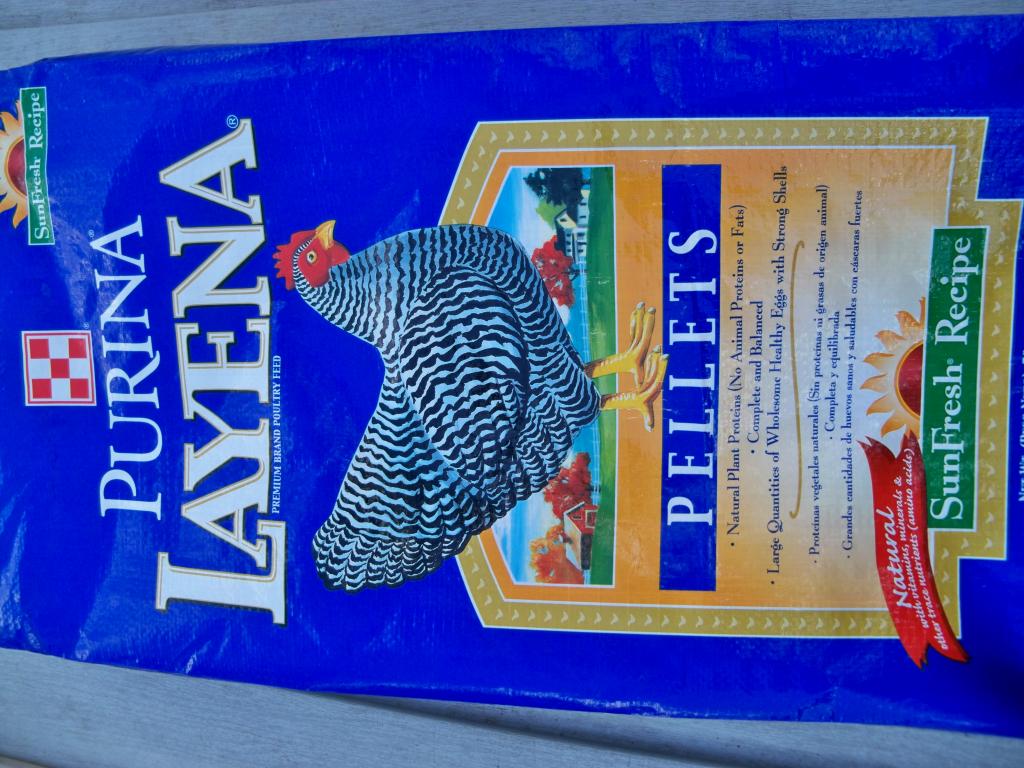 SunFresh® Recipe
PURINA®
LAYENA®
PREMIUM BRAND POULTRY FEED
PELLETS
· Natural Plant Proteins (No Animal Proteins or Fats)
· Complete and Balanced
· Large Quantities of Wholesome Healthy Eggs with Strong Shells
· Proteínas vegetales naturales (Sin proteínas ni grasas de origen animal)
· Completa y equilibrada
· Grandes cantidades de huevos sanos y saludables con cáscaras fuertes
Natural
with vitamins, minerals &
other trace nutrients (amino acids)
SunFresh® Recipe